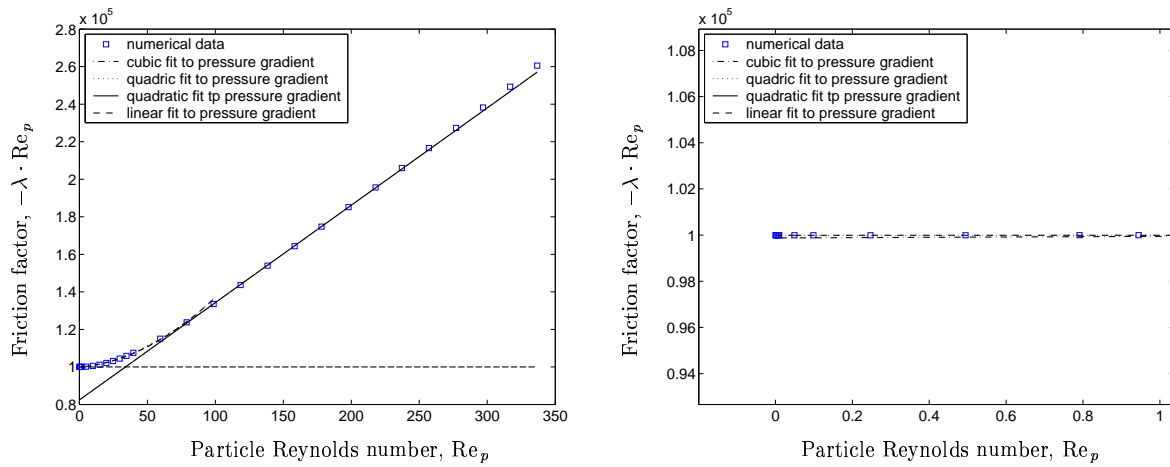 x 10^5
2.8
2.6
2.4
2.2
2
1.8
1.6
1.4
1.2
1
0.8
numerical data
cubic fit to pressure gradient
quadric fit to pressure gradient
quadratic fit tp pressure gradient
linear fit to pressure gradient
Friction factor, −λ · Re_p
0 50 100 150 200 250 300 350
Particle Reynolds number, Re_p
x 10^5
1.08
1.06
1.04
1.02
1
0.98
0.96
0.94
numerical data
cubic fit to pressure gradient
quadric fit to pressure gradient
quadratic fit tp pressure gradient
linear fit to pressure gradient
Friction factor, −λ · Re_p
0 0.2 0.4 0.6 0.8 1
Particle Reynolds number, Re_p